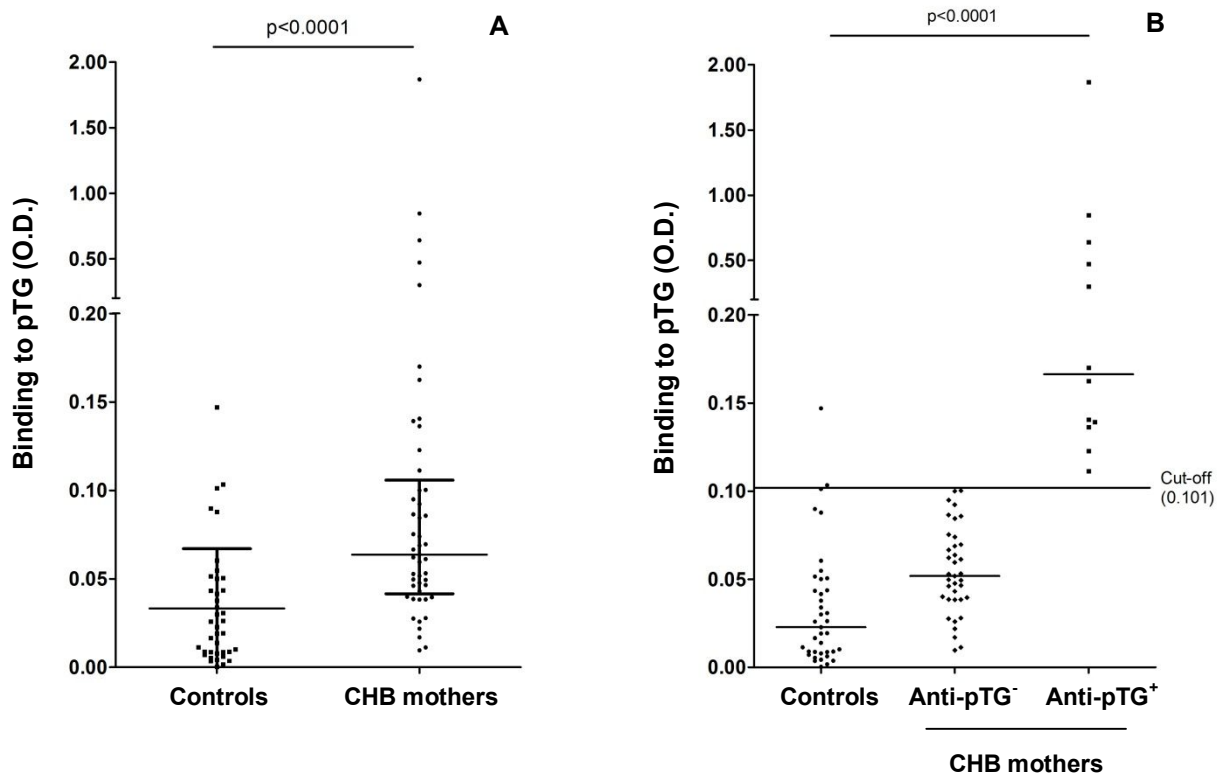 p<0.0001
A
Binding to pTG (O.D.)
2.00
1.50
1.00
0.50
0.20
0.15
0.10
0.05
0.00
Controls
CHB mothers
p<0.0001
B
Binding to pTG (O.D.)
2.00
1.50
1.00
0.50
0.20
0.15
0.10
0.05
0.00
Cut-off
(0.101)
Controls
Anti-pTG⁻
Anti-pTG⁺
CHB mothers